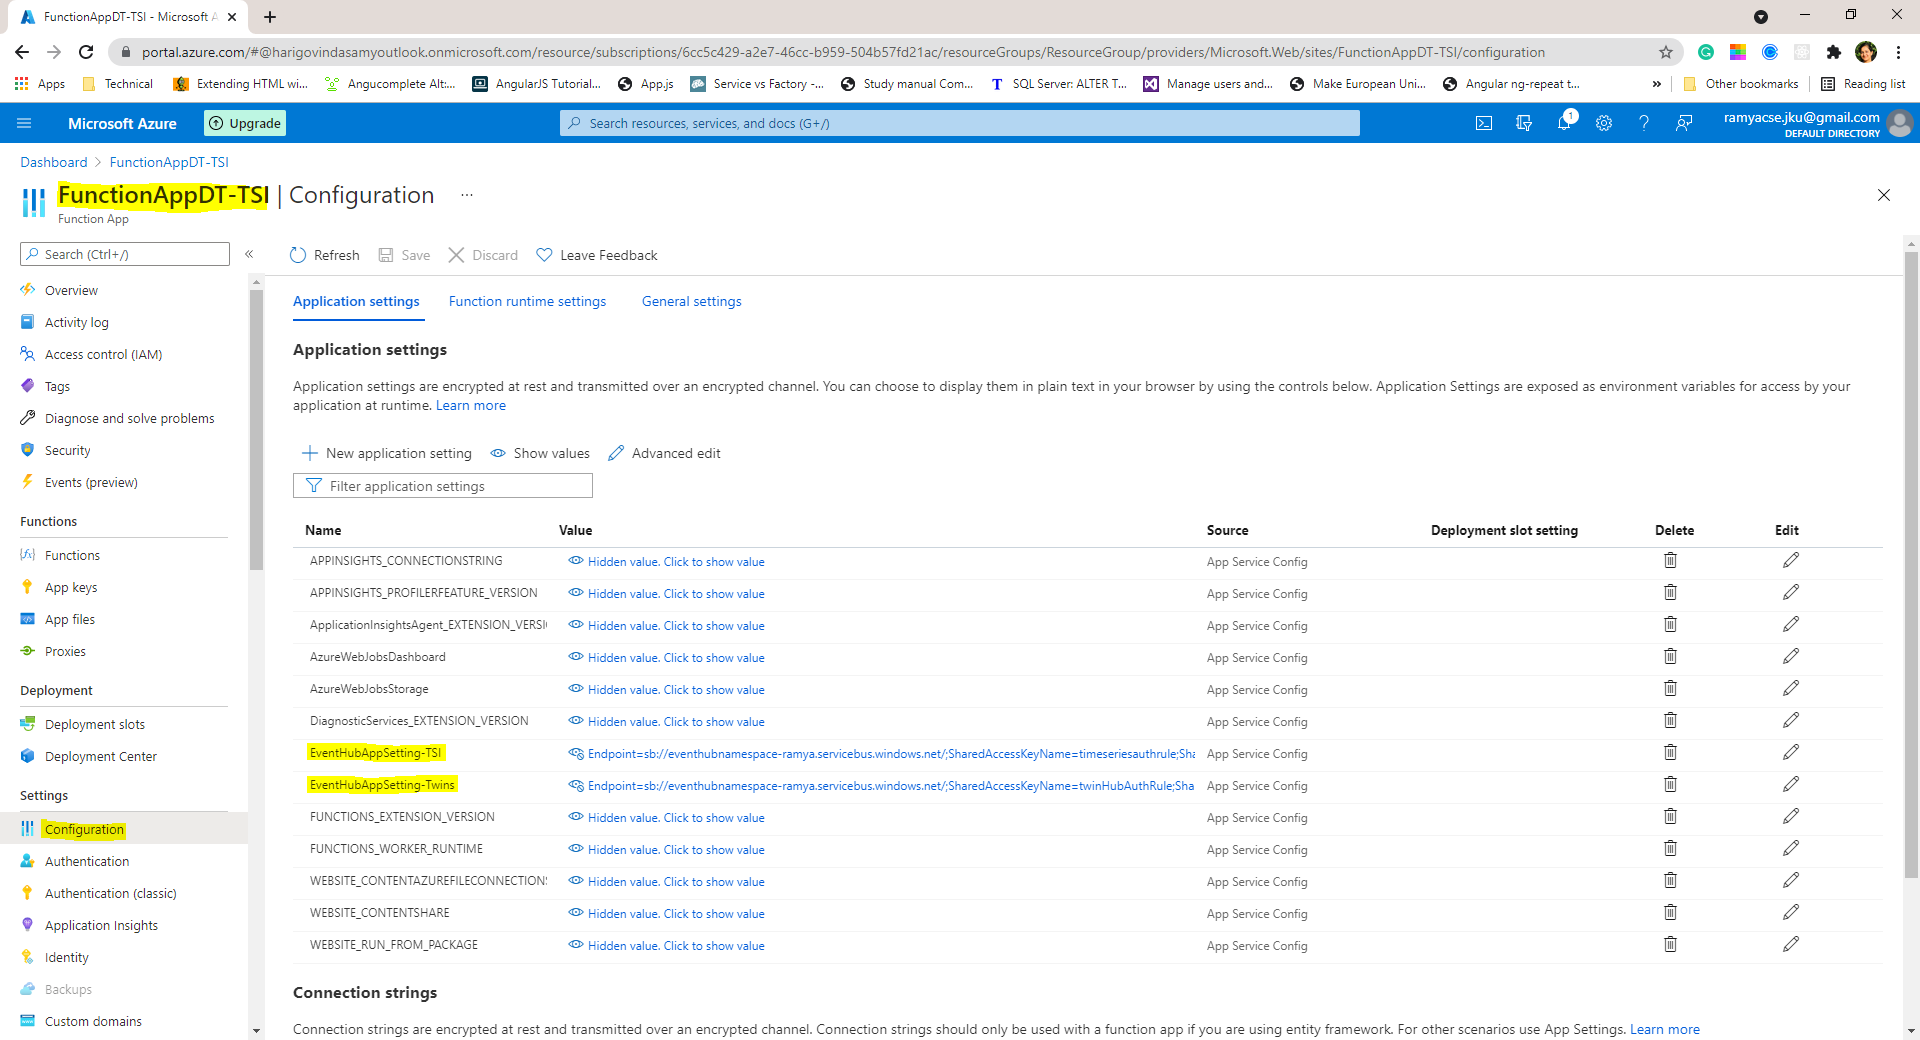 FunctionAppDT-TSI - Microsoft A
portal.azure.com/#@harigovindasamyoutlook.onmicrosoft.com/resource/subscriptions/6cc5c429-a2e7-46cc-b959-504b57fd21ac/resourceGroups/ResourceGroup/providers/Microsoft.Web/sites/FunctionAppDT-TSI/configuration
Apps Technical Extending HTML wi... Angucomplete Alt:... AngularJS Tutorial... App.js Service vs Factory -... Study manual Com... SQL Server: ALTER T... Manage users and... Make European Uni... Angular ng-repeat t... » Other bookmarks Reading list
Microsoft Azure Upgrade Search resources, services, and docs (G+/) 1 ramyacse.jku@gmail.com
DEFAULT DIRECTORY
Dashboard > FunctionAppDT-TSI
FunctionAppDT-TSI | Configuration ...
Function App
Search (Ctrl+/) «
Overview
Activity log
Access control (IAM)
Tags
Diagnose and solve problems
Security
Events (preview)
Functions
Functions
App keys
App files
Proxies
Deployment
Deployment slots
Deployment Center
Settings
Configuration
Authentication
Authentication (classic)
Application Insights
Identity
Backups
Custom domains
Refresh Save Discard Leave Feedback
Application settings Function runtime settings General settings
Application settings
Application settings are encrypted at rest and transmitted over an encrypted channel. You can choose to display them in plain text in your browser by using the controls below. Application Settings are exposed as environment variables for access by your
application at runtime. Learn more
New application setting Show values Advanced edit
Filter application settings
Name Value Source Deployment slot setting Delete Edit
APPINSIGHTS_CONNECTIONSTRING Hidden value. Click to show value App Service Config
APPINSIGHTS_PROFILERFEATURE_VERSION Hidden value. Click to show value App Service Config
ApplicationInsightsAgent_EXTENSION_VERSI Hidden value. Click to show value App Service Config
AzureWebJobsDashboard Hidden value. Click to show value App Service Config
AzureWebJobsStorage Hidden value. Click to show value App Service Config
DiagnosticServices_EXTENSION_VERSION Hidden value. Click to show value App Service Config
EventHubAppSetting-TSI Endpoint=sb://eventhubnamespace-ramya.servicebus.windows.net/;SharedAccessKeyName=timeseriesauthrule;Sha App Service Config
EventHubAppSetting-Twins Endpoint=sb://eventhubnamespace-ramya.servicebus.windows.net/;SharedAccessKeyName=twinHubAuthRule;Sha App Service Config
FUNCTIONS_EXTENSION_VERSION Hidden value. Click to show value App Service Config
FUNCTIONS_WORKER_RUNTIME Hidden value. Click to show value App Service Config
WEBSITE_CONTENTAZUREFILECONNECTIONS Hidden value. Click to show value App Service Config
WEBSITE_CONTENTSHARE Hidden value. Click to show value App Service Config
WEBSITE_RUN_FROM_PACKAGE Hidden value. Click to show value App Service Config
Connection strings
Connection strings are encrypted at rest and transmitted over an encrypted channel. Connection strings should only be used with a function app if you are using entity framework. For other scenarios use App Settings. Learn more